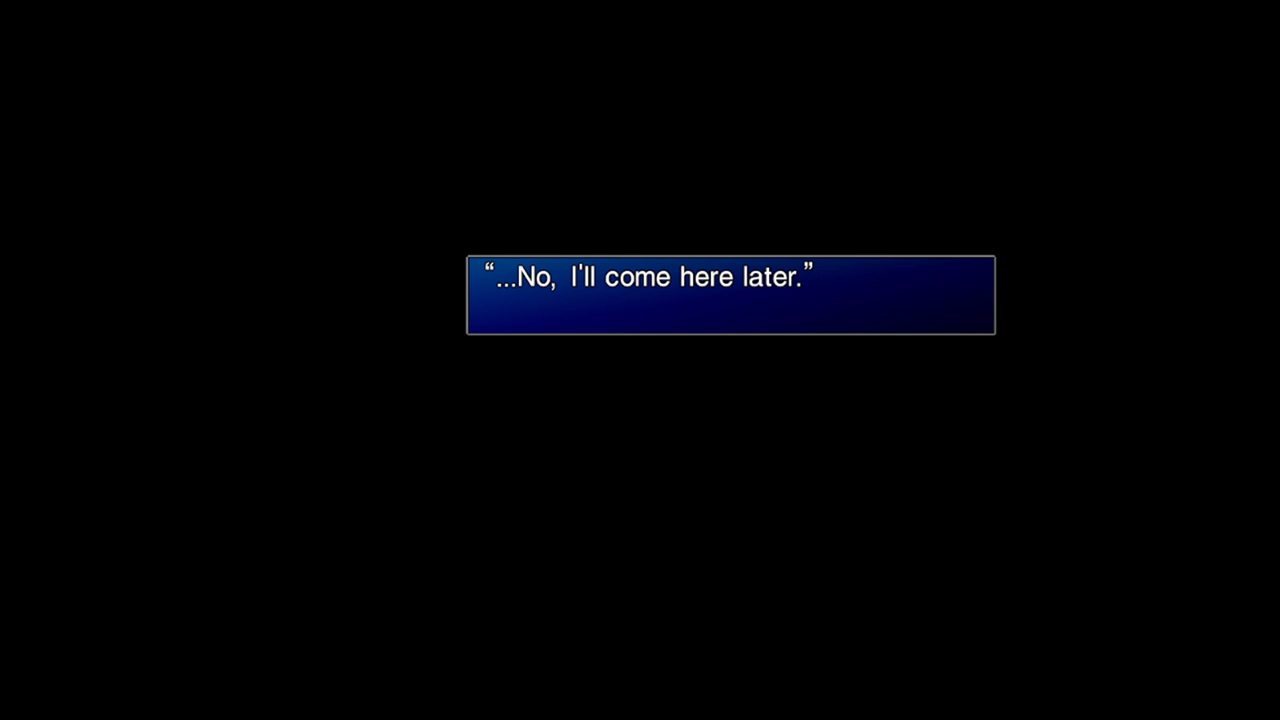 “...No, I'll come here later.”